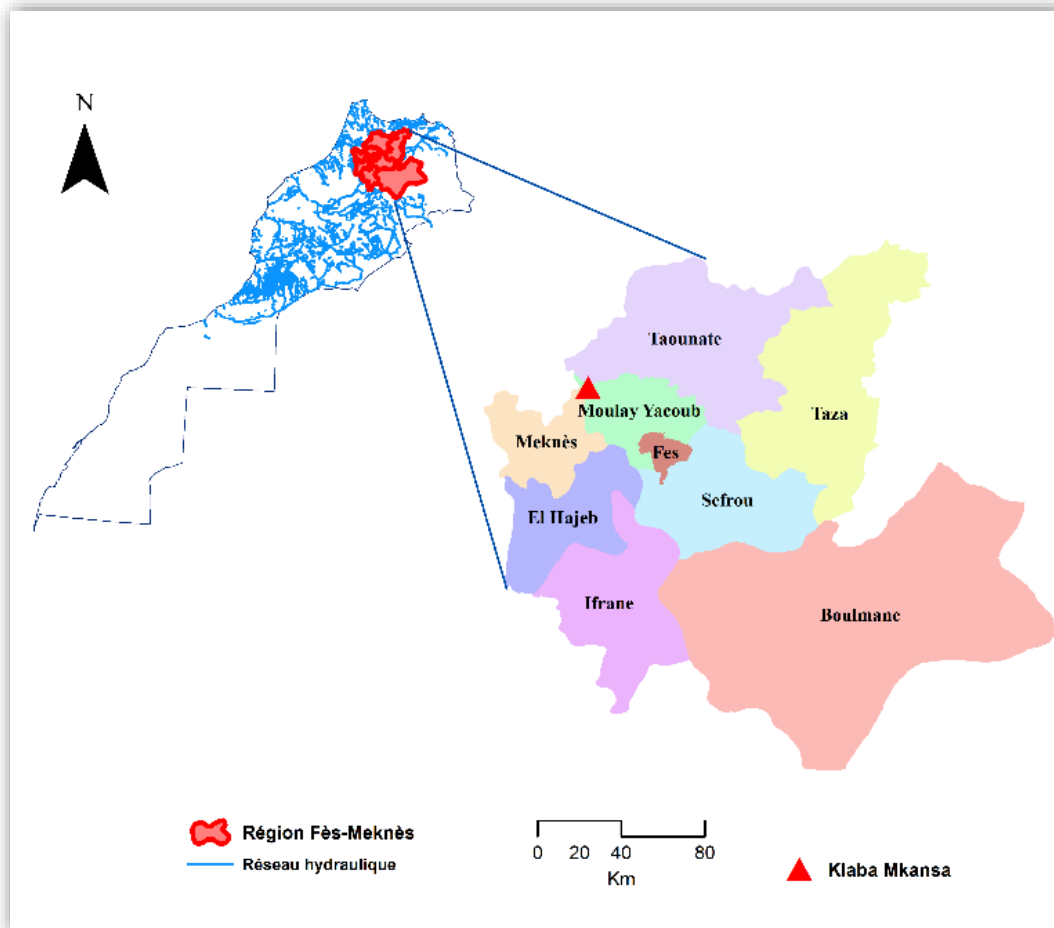 N
Taounate
Moulay Yacoub
Taza
Meknès
Fes
Sefrou
El Hajeb
Ifrane
Boulmane
Région Fès-Meknès
Réseau hydraulique
0 20 40 80
Km
Klaba Mkansa